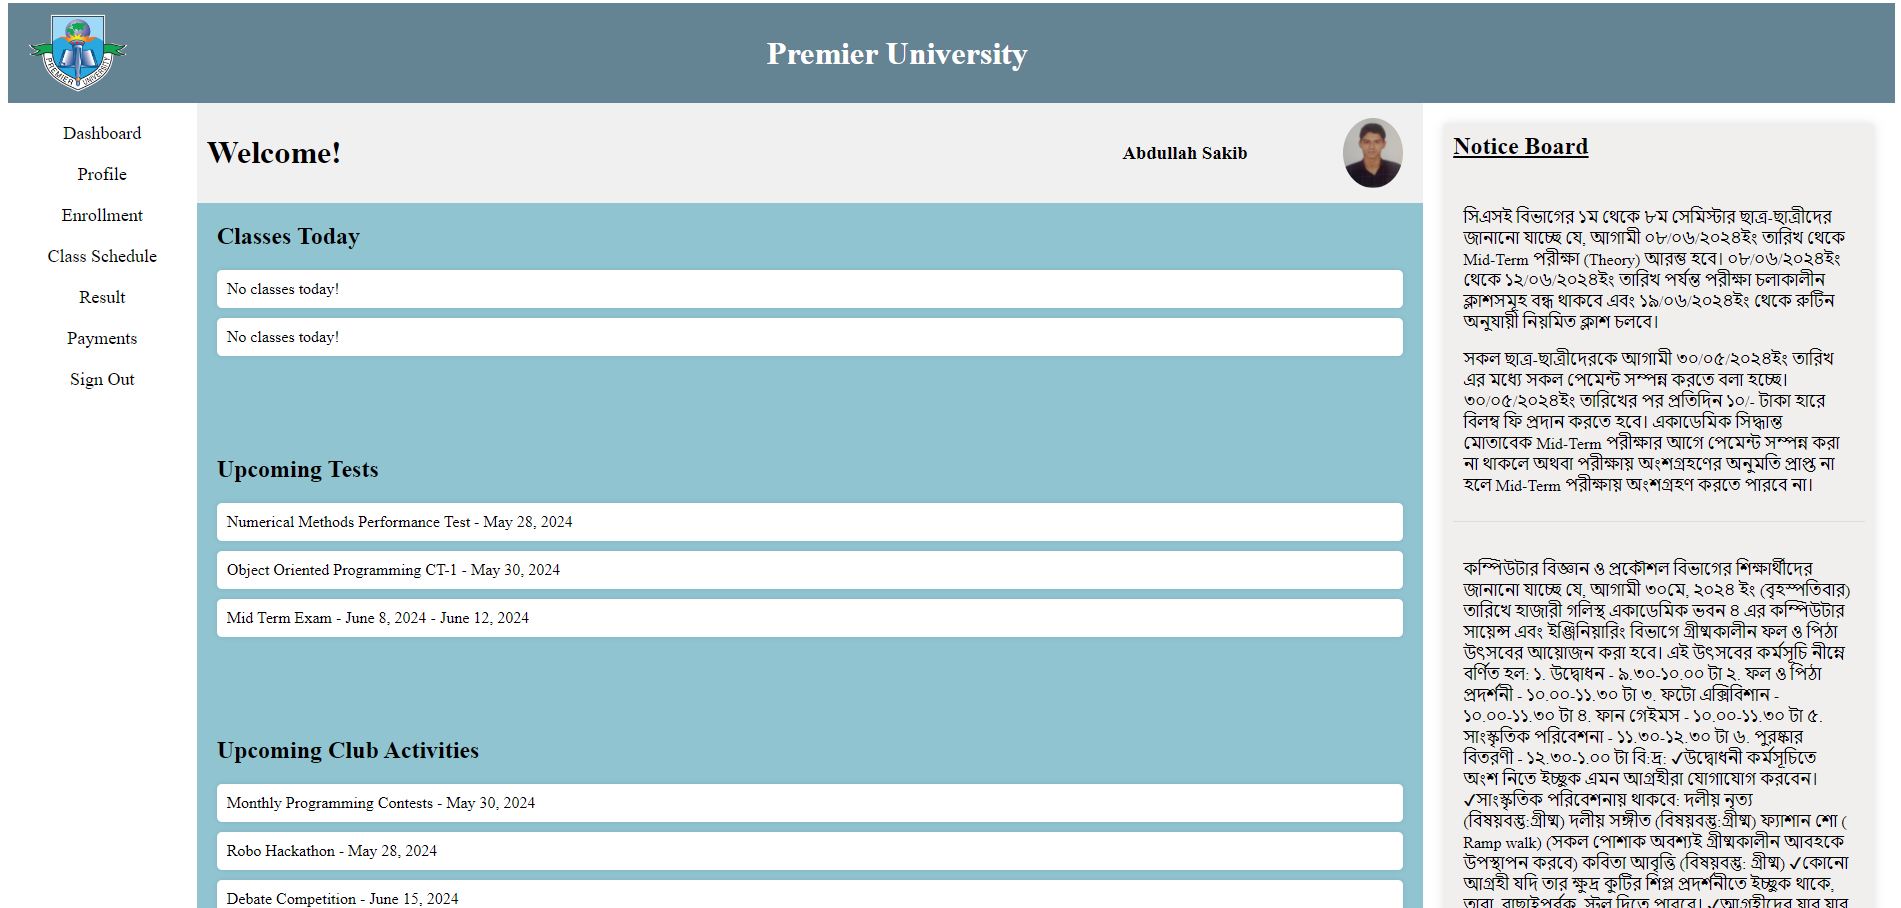 PREMIER UNIVERSITY
Premier University
Dashboard
Profile
Enrollment
Class Schedule
Result
Payments
Sign Out
Welcome!
Abdullah Sakib
Classes Today
No classes today!
No classes today!
Upcoming Tests
Numerical Methods Performance Test - May 28, 2024
Object Oriented Programming CT-1 - May 30, 2024
Mid Term Exam - June 8, 2024 - June 12, 2024
Upcoming Club Activities
Monthly Programming Contests - May 30, 2024
Robo Hackathon - May 28, 2024
Debate Competition - June 15, 2024
Notice Board
সিএসই বিভাগের ১ম থেকে ৮ম সেমিস্টার ছাত্র-ছাত্রীদের
জানানো যাচ্ছে যে, আগামী ০৮/০৬/২০২৪ইং তারিখ থেকে
Mid-Term পরীক্ষা (Theory) আরম্ভ হবে। ০৮/০৬/২০২৪ইং
থেকে ১২/০৬/২০২৪ইং তারিখ পর্যন্ত পরীক্ষা চলাকালীন
ক্লাশসমূহ বন্ধ থাকবে এবং ১৯/০৬/২০২৪ইং থেকে রুটিন
অনুযায়ী নিয়মিত ক্লাশ চলবে।
সকল ছাত্র-ছাত্রীদেরকে আগামী ৩০/০৫/২০২৪ইং তারিখ
এর মধ্যে সকল পেমেন্ট সম্পন্ন করতে বলা হচ্ছে।
৩০/০৫/২০২৪ইং তারিখের পর প্রতিদিন ১০/- টাকা হারে
বিলম্ব ফি প্রদান করতে হবে। একাডেমিক সিদ্ধান্ত
মোতাবেক Mid-Term পরীক্ষার আগে পেমেন্ট সম্পন্ন করা
না থাকলে অথবা পরীক্ষায় অংশগ্রহণের অনুমতি প্রাপ্ত না
হলে Mid-Term পরীক্ষায় অংশগ্রহণ করতে পারবে না।
কম্পিউটার বিজ্ঞান ও প্রকৌশল বিভাগের শিক্ষার্থীদের
জানানো যাচ্ছে যে, আগামী ৩০মে, ২০২৪ ইং (বৃহস্পতিবার)
তারিখে হাজারী গলিস্থ একাডেমিক ভবন ৪ এর কম্পিউটার
সায়েন্স এবং ইঞ্জিনিয়ারিং বিভাগে গ্রীষ্মকালীন ফল ও পিঠা
উৎসবের আয়োজন করা হবে। এই উৎসবের কর্মসূচি নীম্নে
বর্ণিত হল: ১. উদ্বোধন - ৯.৩০-১০.০০ টা ২. ফল ও পিঠা
প্রদর্শনী - ১০.০০-১১.৩০ টা ৩. ফটো এক্সিবিশান -
১০.০০-১১.৩০ টা ৪. ফান গেইমস - ১০.০০-১১.৩০ টা ৫.
সাংস্কৃতিক পরিবেশনা - ১১.৩০-১২.৩০ টা ৬. পুরষ্কার
বিতরণী - ১২.৩০-১.০০ টা বি:দ্র: ✓উদ্বোধনী কর্মসূচিতে
অংশ নিতে ইচ্ছুক এমন আগ্রহীরা যোগাযোগ করবেন।
✓সাংস্কৃতিক পরিবেশনায় থাকবে: দলীয় নৃত্য
(বিষয়বস্তু:গ্রীষ্ম) দলীয় সঙ্গীত (বিষয়বস্তু:গ্রীষ্ম) ফ্যাশান শো (
Ramp walk) (সকল পোশাক অবশ্যই গ্রীষ্মকালীন আবহকে
উপস্থাপন করবে) কবিতা আবৃত্তি (বিষয়বস্তু: গ্রীষ্ম) ✓কোনো
আগ্রহী যদি তার ক্ষুদ্র কুটির শিল্প প্রদর্শনীতে ইচ্ছুক থাকে,
তারা বাছাইপূর্বক স্টল দিতে পারবে। ✓আগ্রহীদের যার যার